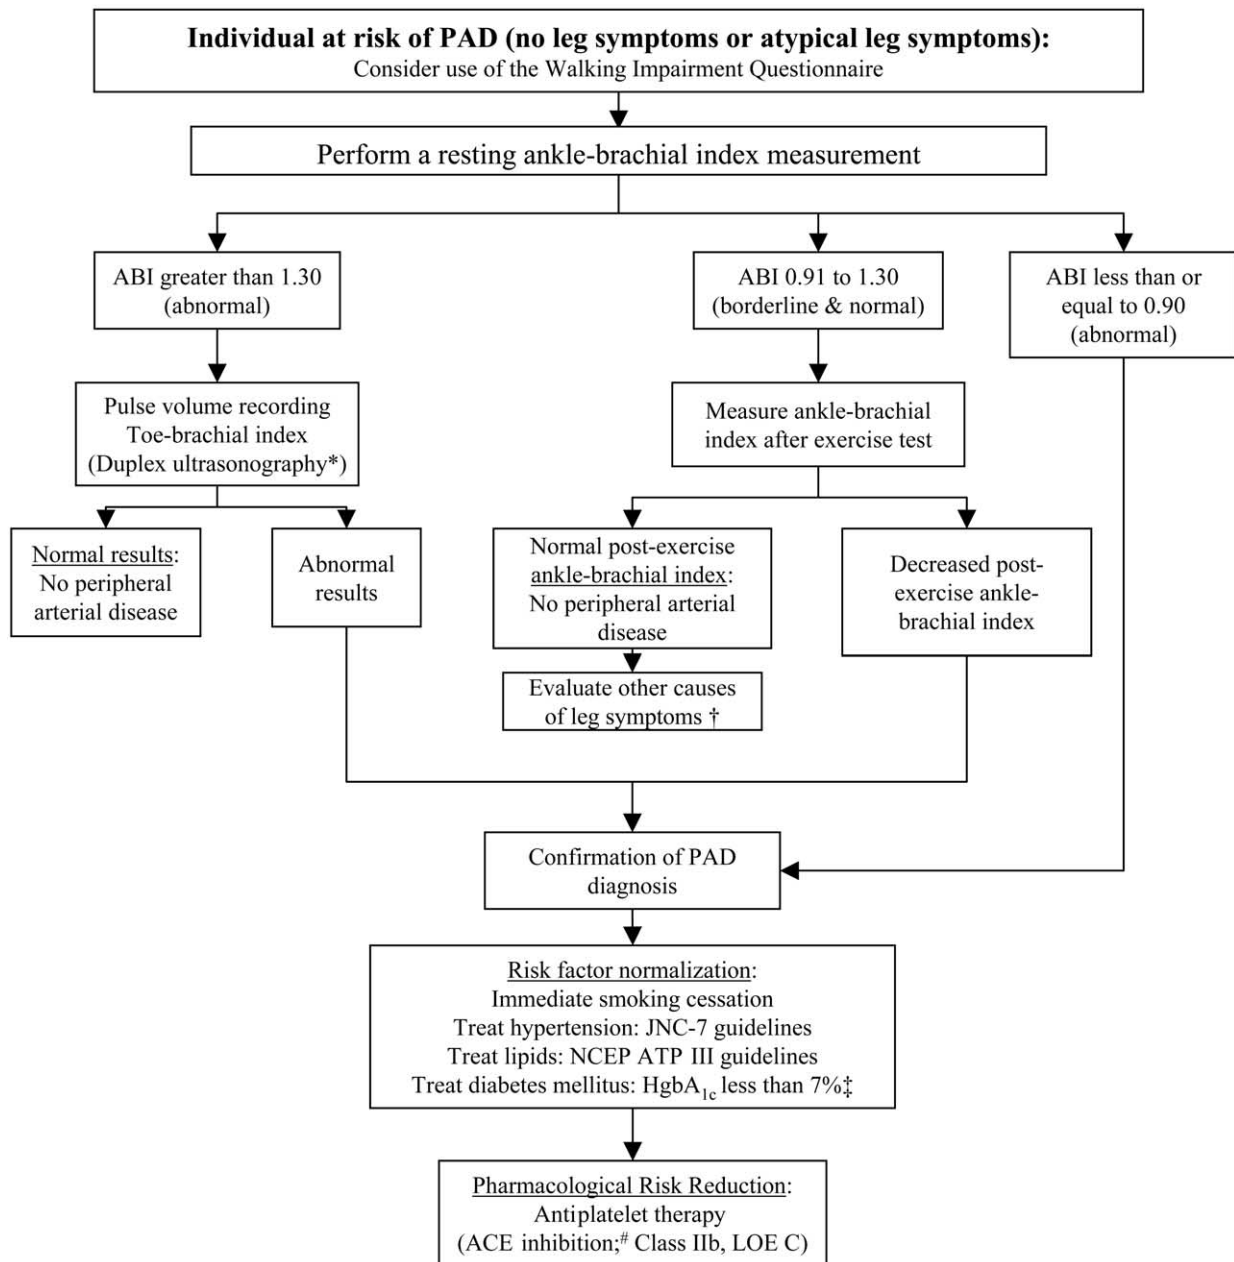 Individual at risk of PAD (no leg symptoms or atypical leg symptoms):
Consider use of the Walking Impairment Questionnaire
Perform a resting ankle-brachial index measurement
ABI greater than 1.30
(abnormal)
ABI 0.91 to 1.30
(borderline & normal)
ABI less than or
equal to 0.90
(abnormal)
Pulse volume recording
Toe-brachial index
(Duplex ultrasonography*)
Measure ankle-brachial
index after exercise test
Normal results:
No peripheral
arterial disease
Abnormal
results
Normal post-exercise
ankle-brachial index:
No peripheral arterial
disease
Decreased post-
exercise ankle-
brachial index
Evaluate other causes
of leg symptoms †
Confirmation of PAD
diagnosis
Risk factor normalization:
Immediate smoking cessation
Treat hypertension: JNC-7 guidelines
Treat lipids: NCEP ATP III guidelines
Treat diabetes mellitus: HgbA1c less than 7%‡
Pharmacological Risk Reduction:
Antiplatelet therapy
(ACE inhibition;# Class IIb, LOE C)